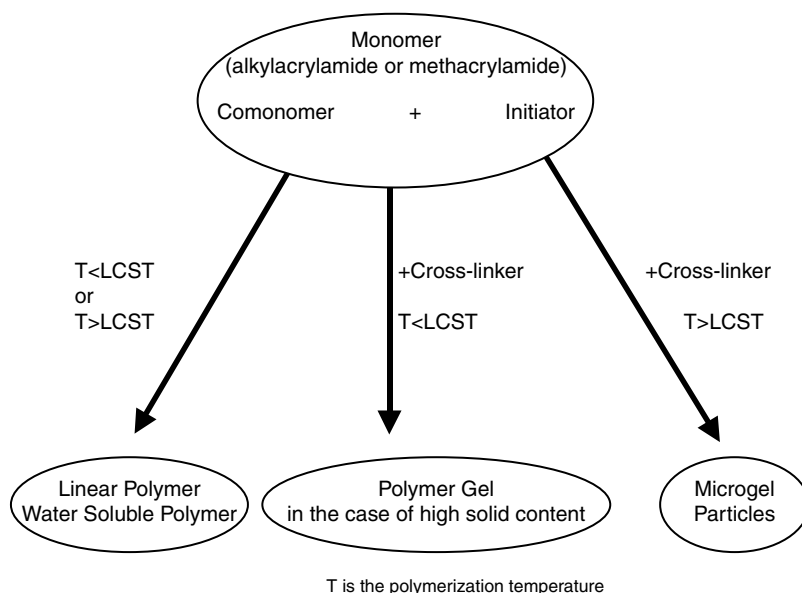 Monomer
(alkylacrylamide or methacrylamide)
Comonomer + Initiator
T<LCST
or
T>LCST
+Cross-linker
T<LCST
+Cross-linker
T>LCST
Linear Polymer
Water Soluble Polymer
Polymer Gel
in the case of high solid content
Microgel
Particles
T is the polymerization temperature